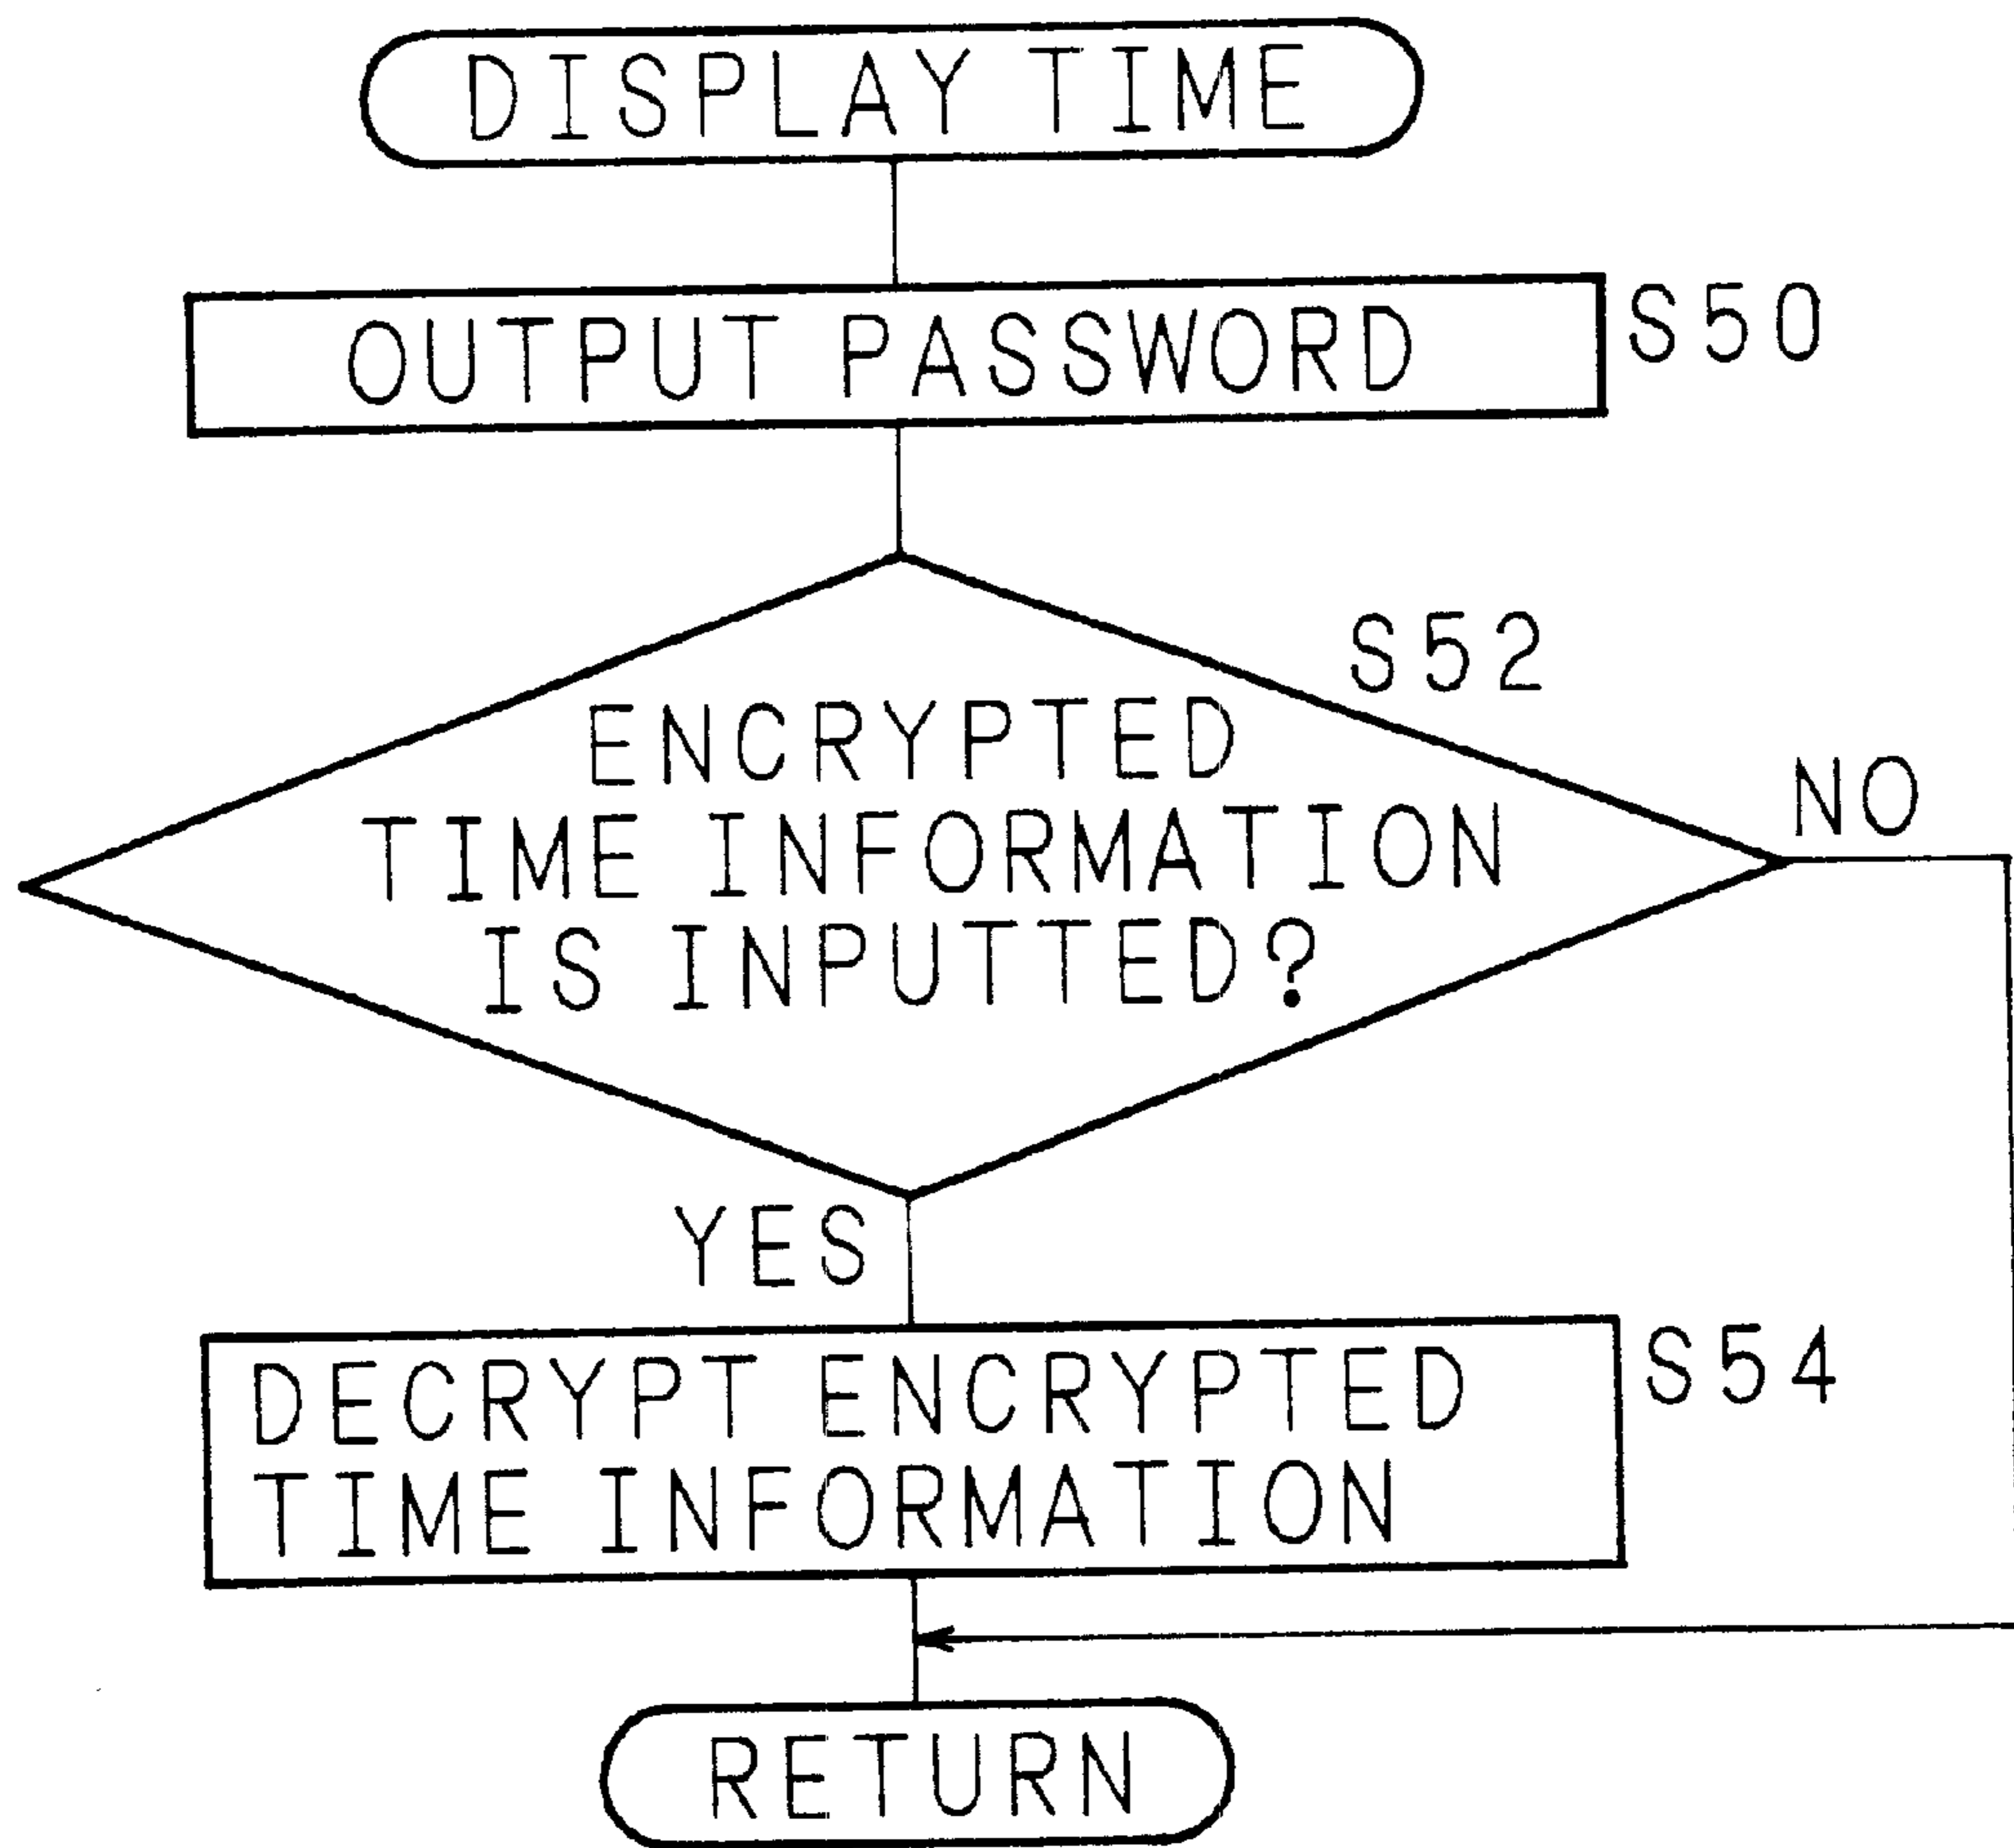 DISPLAY TIME
OUTPUT PASSWORD
S50
S52
ENCRYPTED
TIME INFORMATION
IS INPUTTED?
NO
YES
DECRYPT ENCRYPTED
TIME INFORMATION
S54
RETURN